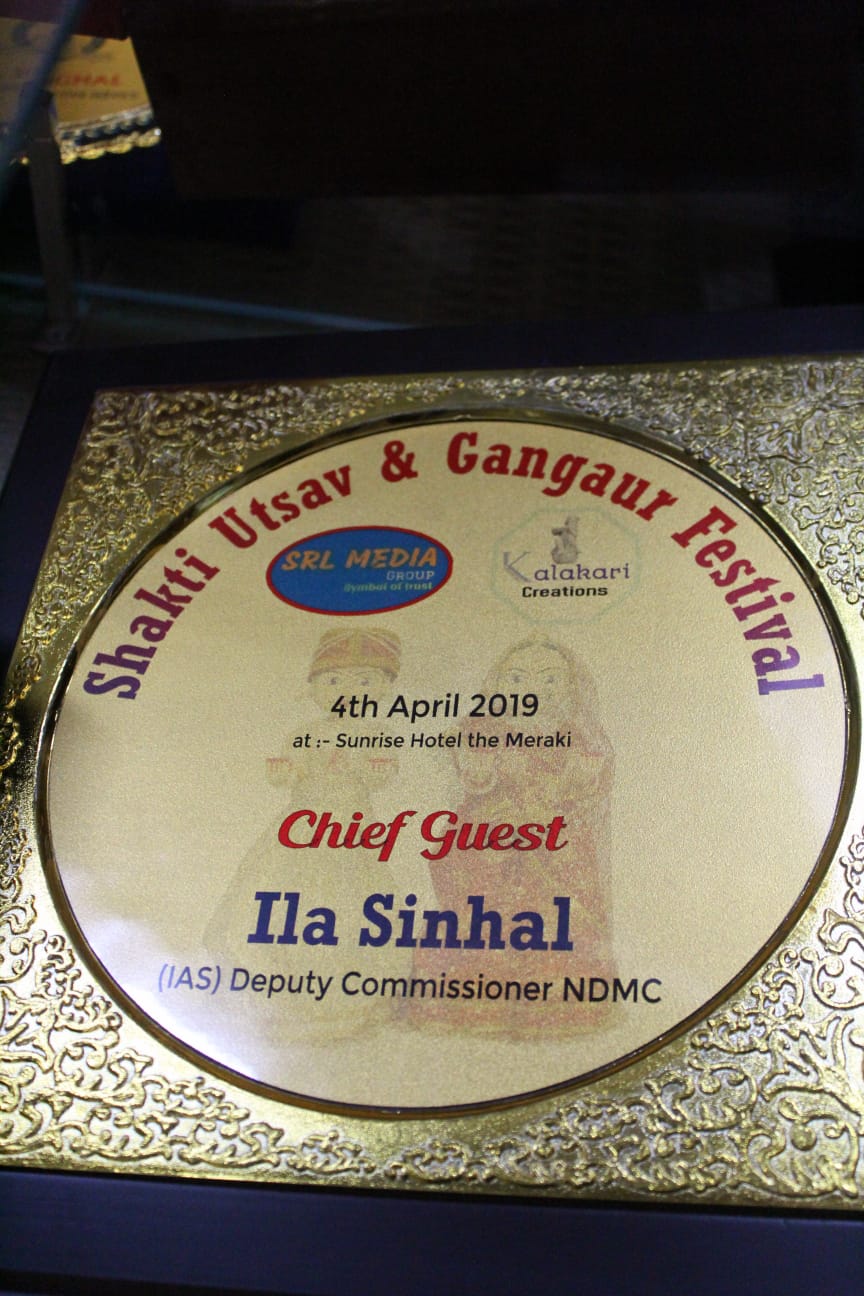 Shakti Utsav & Gangaur Festival
SRL MEDIA
GROUP
Symbol of trust
Kalakari
Creations
4th April 2019
at :- Sunrise Hotel the Meraki
Chief Guest
Ila Sinhal
(IAS) Deputy Commissioner NDMC